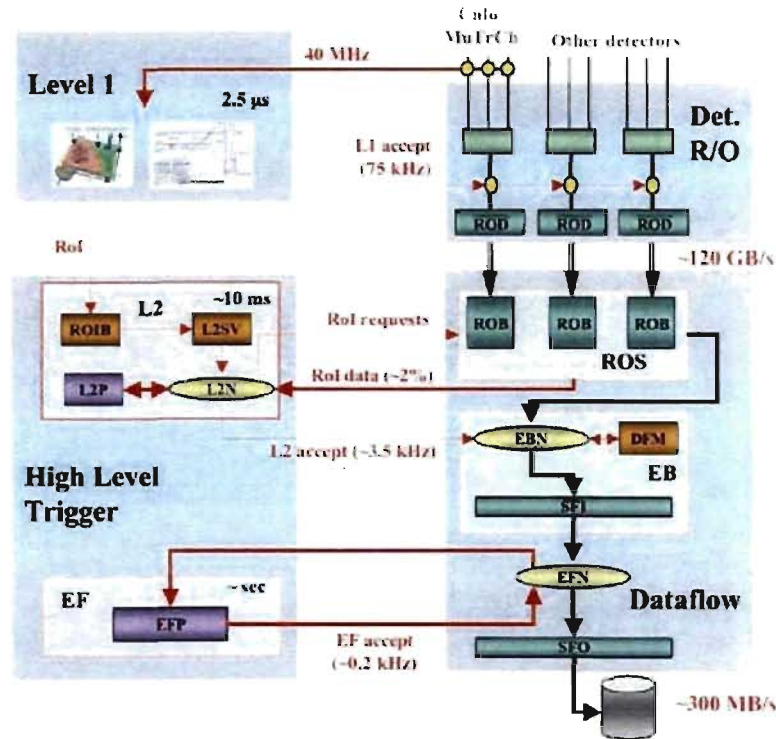 Calo
MuTrCh
Other detectors
40 MHz
Level 1
2.5 µs
Det.
R/O
L1 accept
(75 kHz)
ROD
ROD
ROD
RoI
~120 GB/s
~10 ms
L2
ROIB
L2SV
RoI requests
ROB
ROB
ROB
ROS
L2P
L2N
RoI data (~2%)
L2 accept (~3.5 kHz)
EBN
DFM
EB
High Level
Trigger
SFI
EF
~ sec
EFN
EFP
Dataflow
EF accept
(~0.2 kHz)
SFO
~300 MB/s